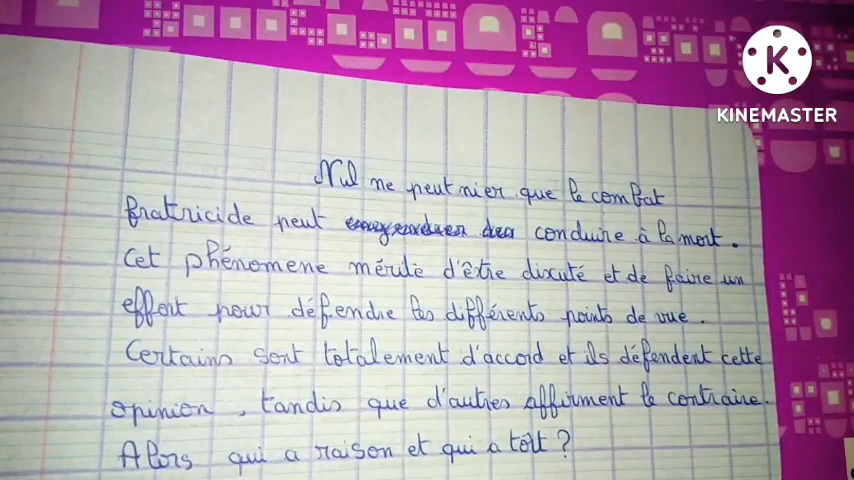 K
KINEMASTER
Nul ne peut nier que le combat
fratricide peut conduire à la mort.
Cet phénomene mérite d'être dixuté et de faire un
effort pour défendre les différents points de vue.
Certains sont totalement d'accord et ils défendent cette
opinion, tandis que d'autres affirment le contraire.
Alors qui a raison et qui a tort ?